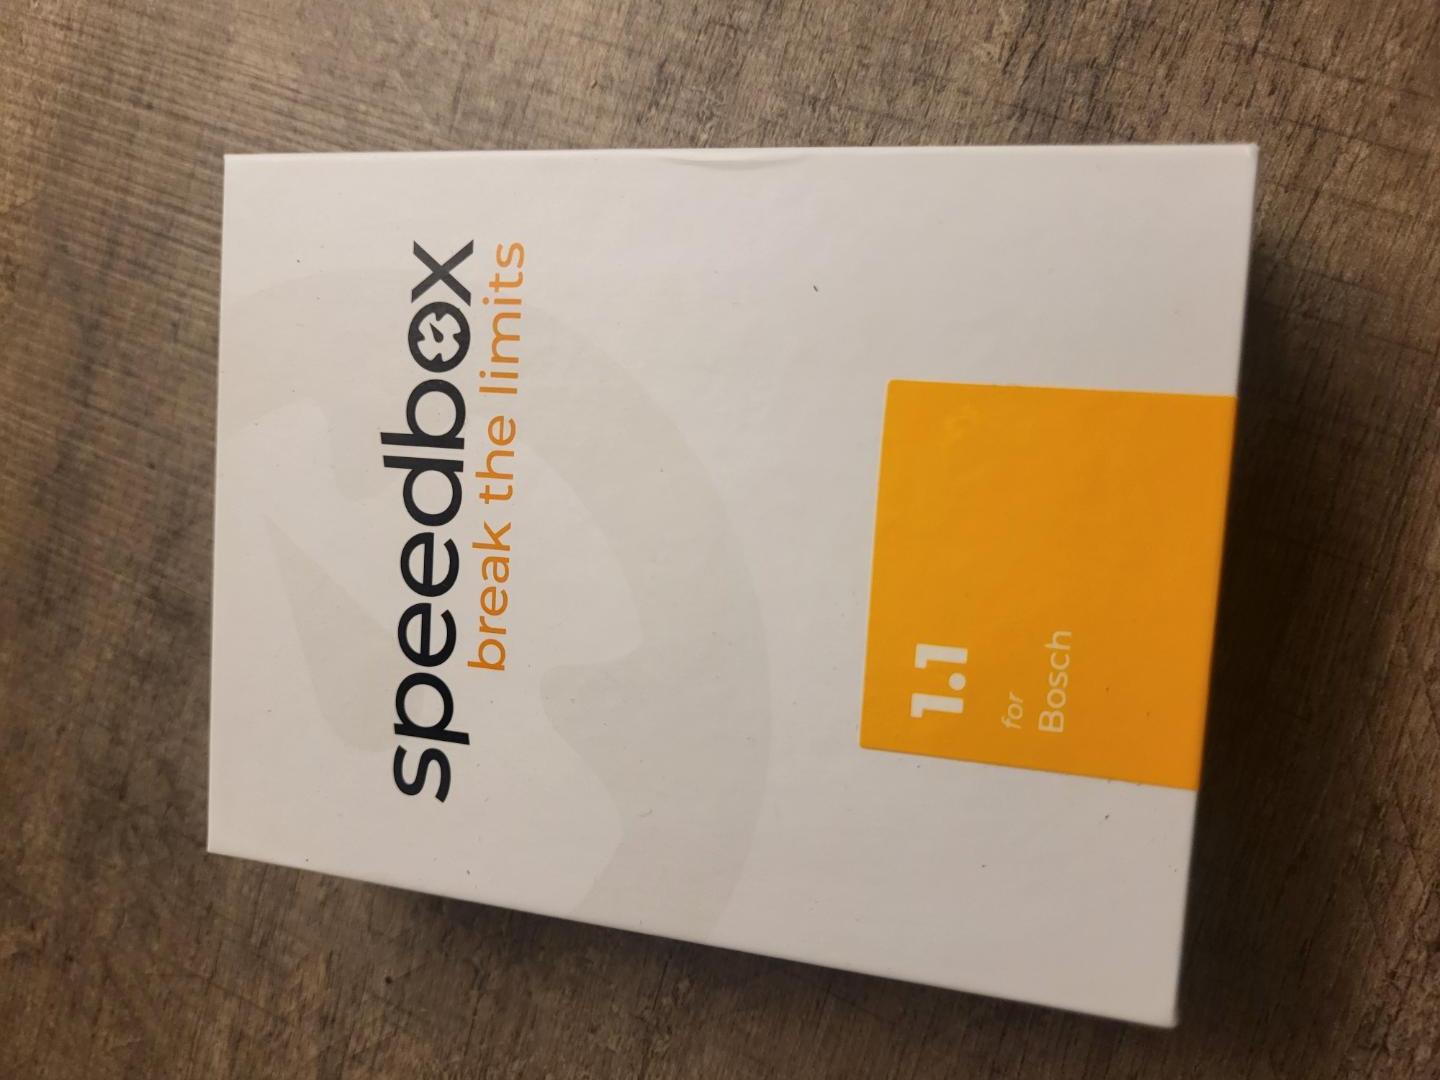 speedbox
break the limits
1.1
for
Bosch